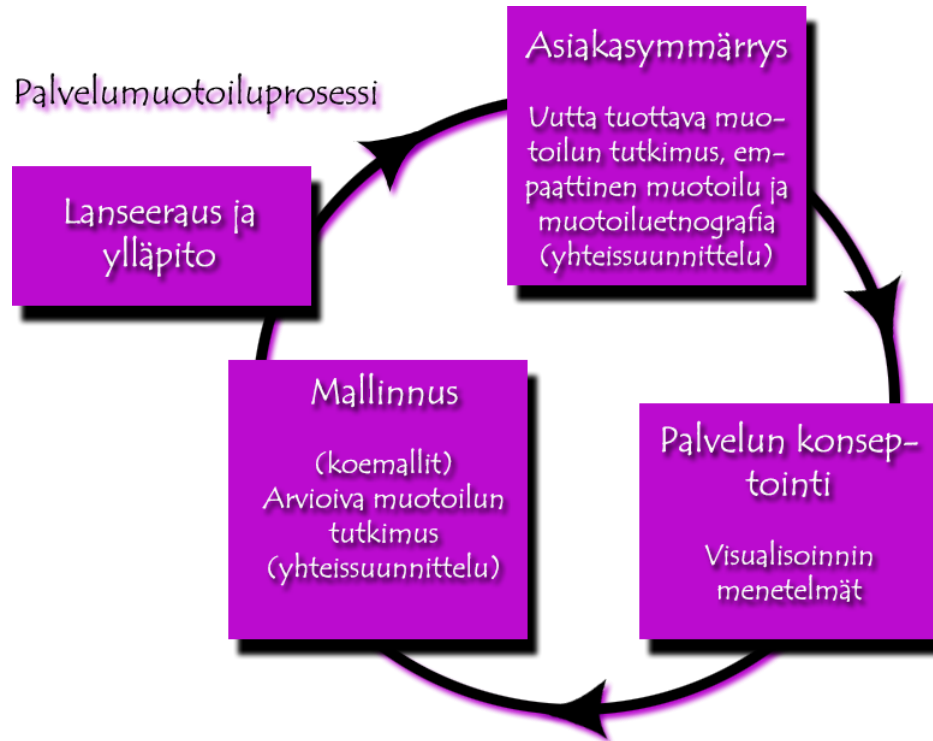 Palvelumuotoiluprosessi
Asiakasymmärrys
Uutta tuottava muo-
toilun tutkimus, em-
paattinen muotoilu ja
muotoiluetnografia
(yhteissuunnittelu)
Palvelun konsep-
tointi
Visualisoinnin
menetelmät
Mallinnus
(koemallit)
Arvioiva muotoilun
tutkimus
(yhteissuunnittelu)
Lanseeraus ja
ylläpito